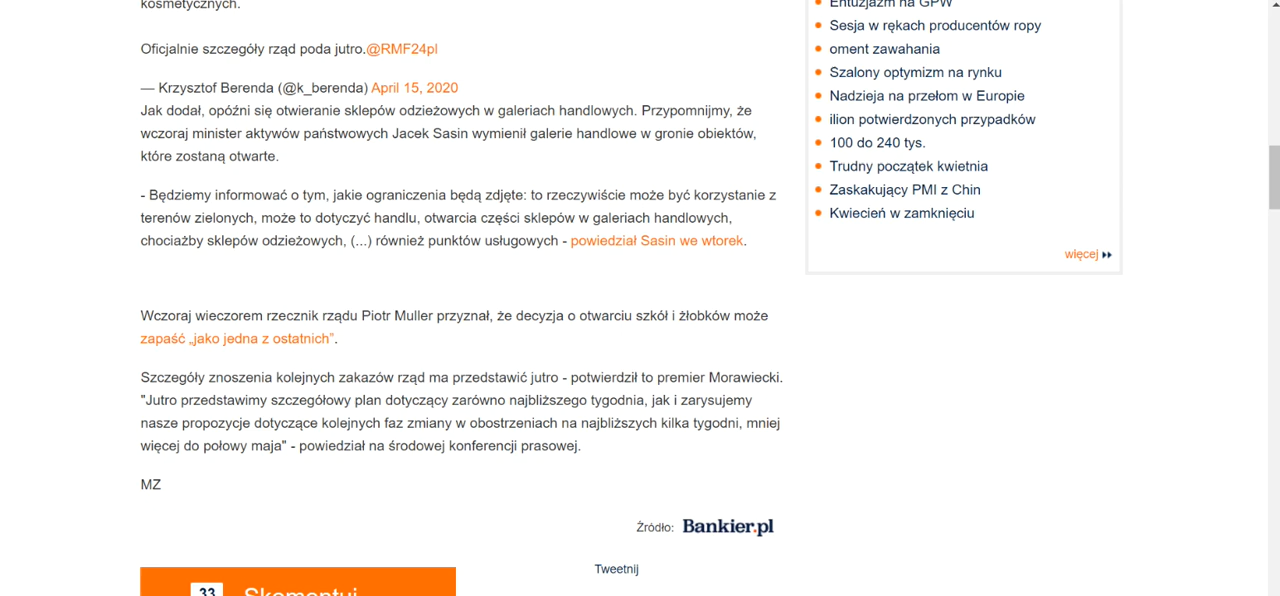 kosmetycznych.
Oficjalnie szczegóły rząd poda jutro.@RMF24pl
— Krzysztof Berenda (@k_berenda) April 15, 2020
Jak dodał, opóźni się otwieranie sklepów odzieżowych w galeriach handlowych. Przypomnijmy, że
wczoraj minister aktywów państwowych Jacek Sasin wymienił galerie handlowe w gronie obiektów,
które zostaną otwarte.
- Będziemy informować o tym, jakie ograniczenia będą zdjęte: to rzeczywiście może być korzystanie z
terenów zielonych, może to dotyczyć handlu, otwarcia części sklepów w galeriach handlowych,
chociażby sklepów odzieżowych, (...) również punktów usługowych - powiedział Sasin we wtorek.
Wczoraj wieczorem rzecznik rządu Piotr Muller przyznał, że decyzja o otwarciu szkół i żłobków może
zapaść „jako jedna z ostatnich”.
Szczegóły znoszenia kolejnych zakazów rząd ma przedstawić jutro - potwierdził to premier Morawiecki.
"Jutro przedstawimy szczegółowy plan dotyczący zarówno najbliższego tygodnia, jak i zarysujemy
nasze propozycje dotyczące kolejnych faz zmiany w obostrzeniach na najbliższych kilka tygodni, mniej
więcej do połowy maja" - powiedział na środowej konferencji prasowej.
MZ
Źródło: Bankier.pl
Tweetnij
33 Skomentuj
Entuzjazm na GPW
Sesja w rękach producentów ropy
oment zawahania
Szalony optymizm na rynku
Nadzieja na przełom w Europie
ilion potwierdzonych przypadków
100 do 240 tys.
Trudny początek kwietnia
Zaskakujący PMI z Chin
Kwiecień w zamknięciu
więcej